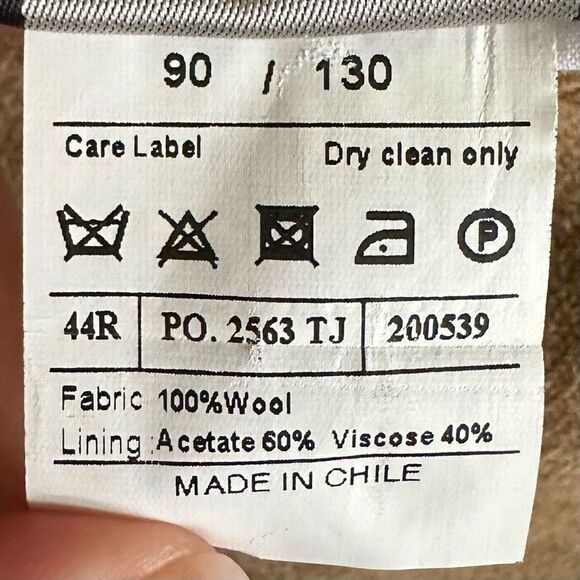 90 / 130
Care Label Dry clean only
P
44R PO. 2563 TJ 200539
Fabric 100%Wool
Lining :Acetate 60% Viscose 40%
MADE IN CHILE